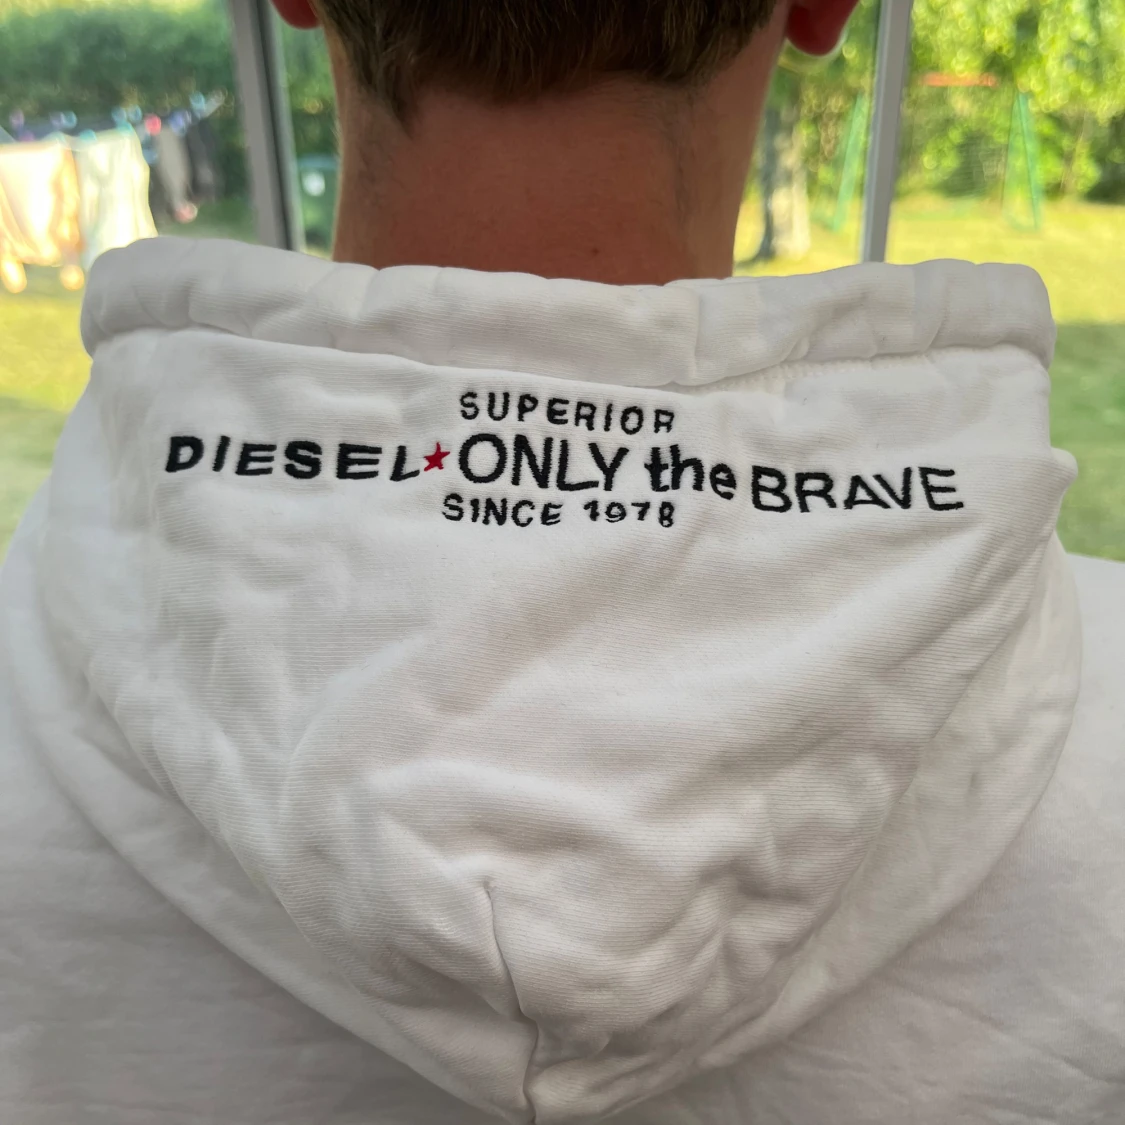 SUPERIOR
DIESEL★ONLY the BRAVE
SINCE 1978